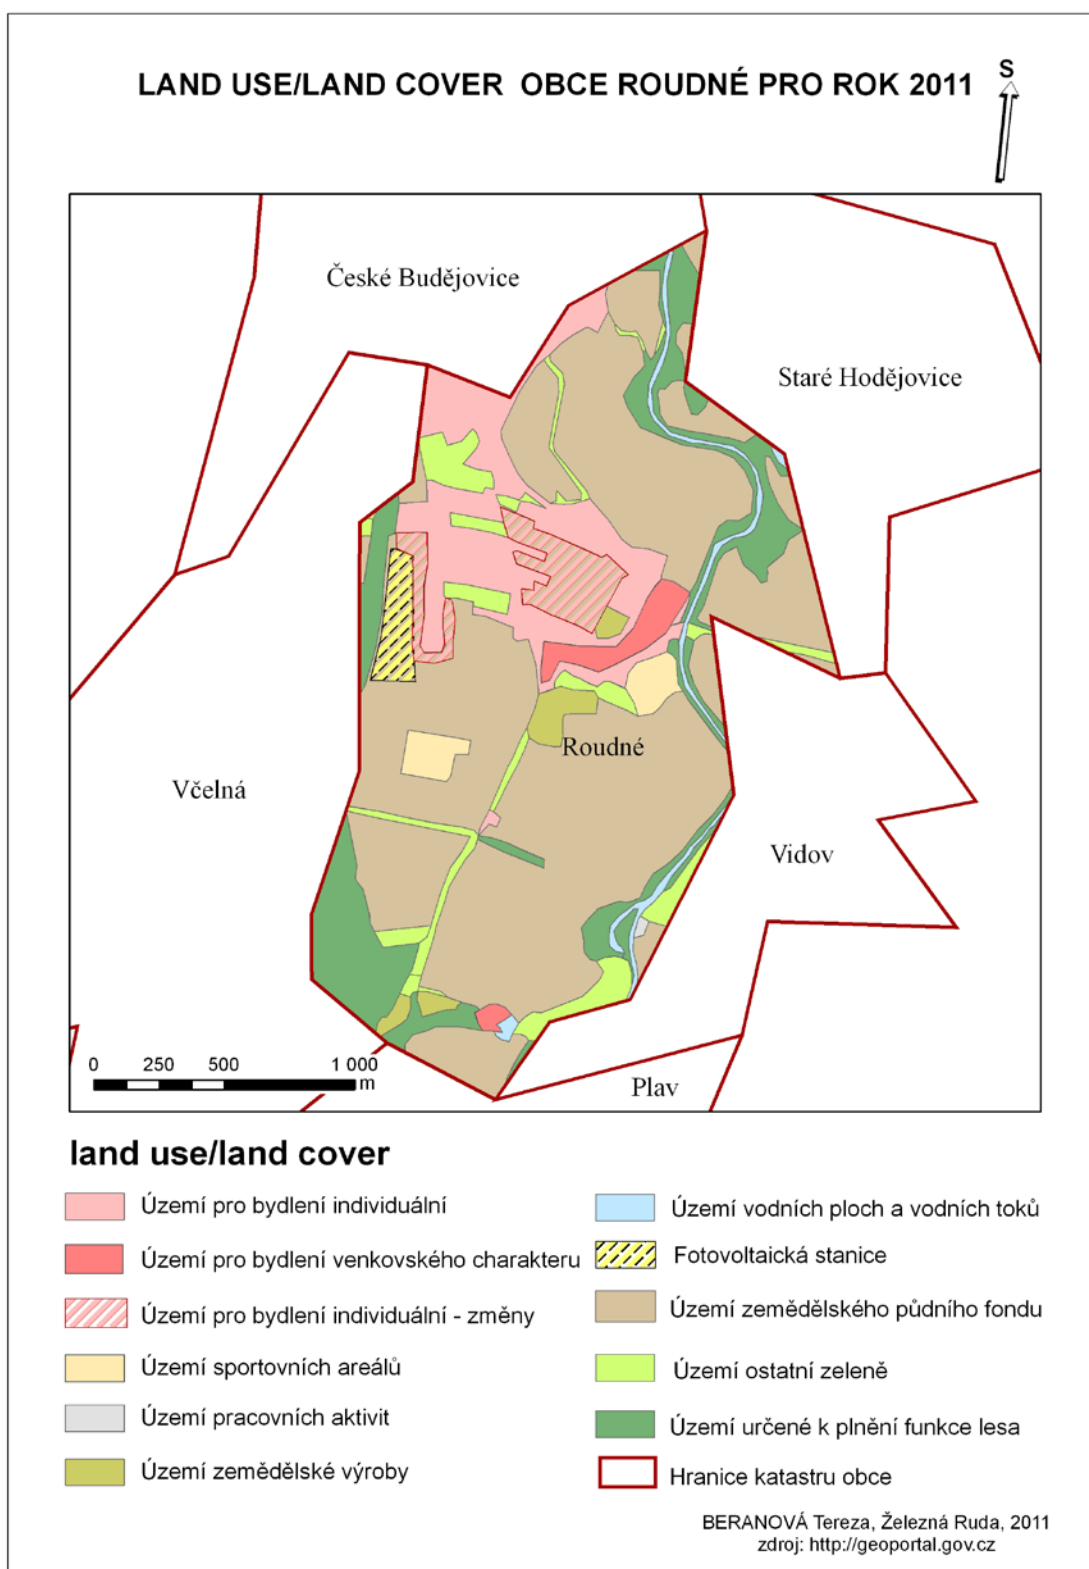 LAND USE/LAND COVER OBCE ROUDNÉ PRO ROK 2011
S
České Budějovice
Staré Hodějovice
Roudné
Včelná
Vidov
Plav
0 250 500 1 000
m
land use/land cover
Území pro bydlení individuální
Území pro bydlení venkovského charakteru
Území pro bydlení individuální - změny
Území sportovních areálů
Území pracovních aktivit
Území zemědělské výroby
Území vodních ploch a vodních toků
Fotovoltaická stanice
Území zemědělského půdního fondu
Území ostatní zeleně
Území určené k plnění funkce lesa
Hranice katastru obce
BERANOVÁ Tereza, Železná Ruda, 2011
zdroj: http://geoportal.gov.cz